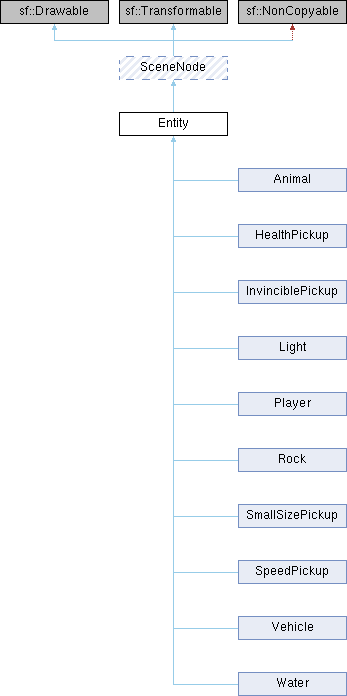 sf::Drawable sf::Transformable sf::NonCopyable
SceneNode
Entity
Animal
HealthPickup
InvinciblePickup
Light
Player
Rock
SmallSizePickup
SpeedPickup
Vehicle
Water